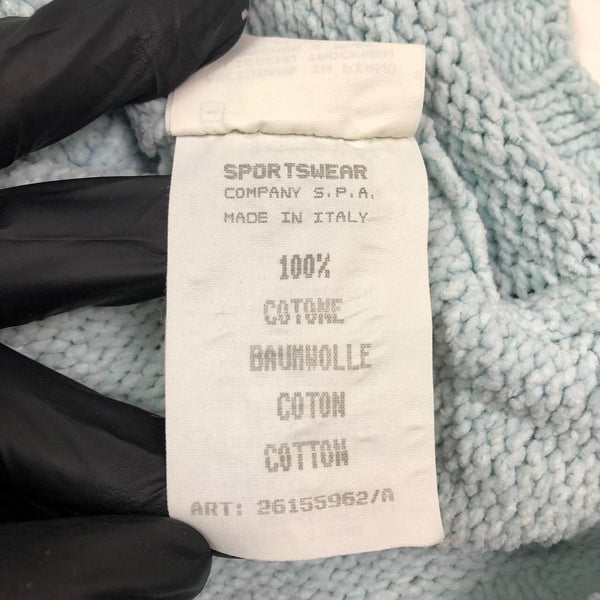 SPORTSWEAR
COMPANY S.P.A.
MADE IN ITALY
100%
COTONE
BAUMWOLLE
COTON
COTTON
ART: 26155962/A